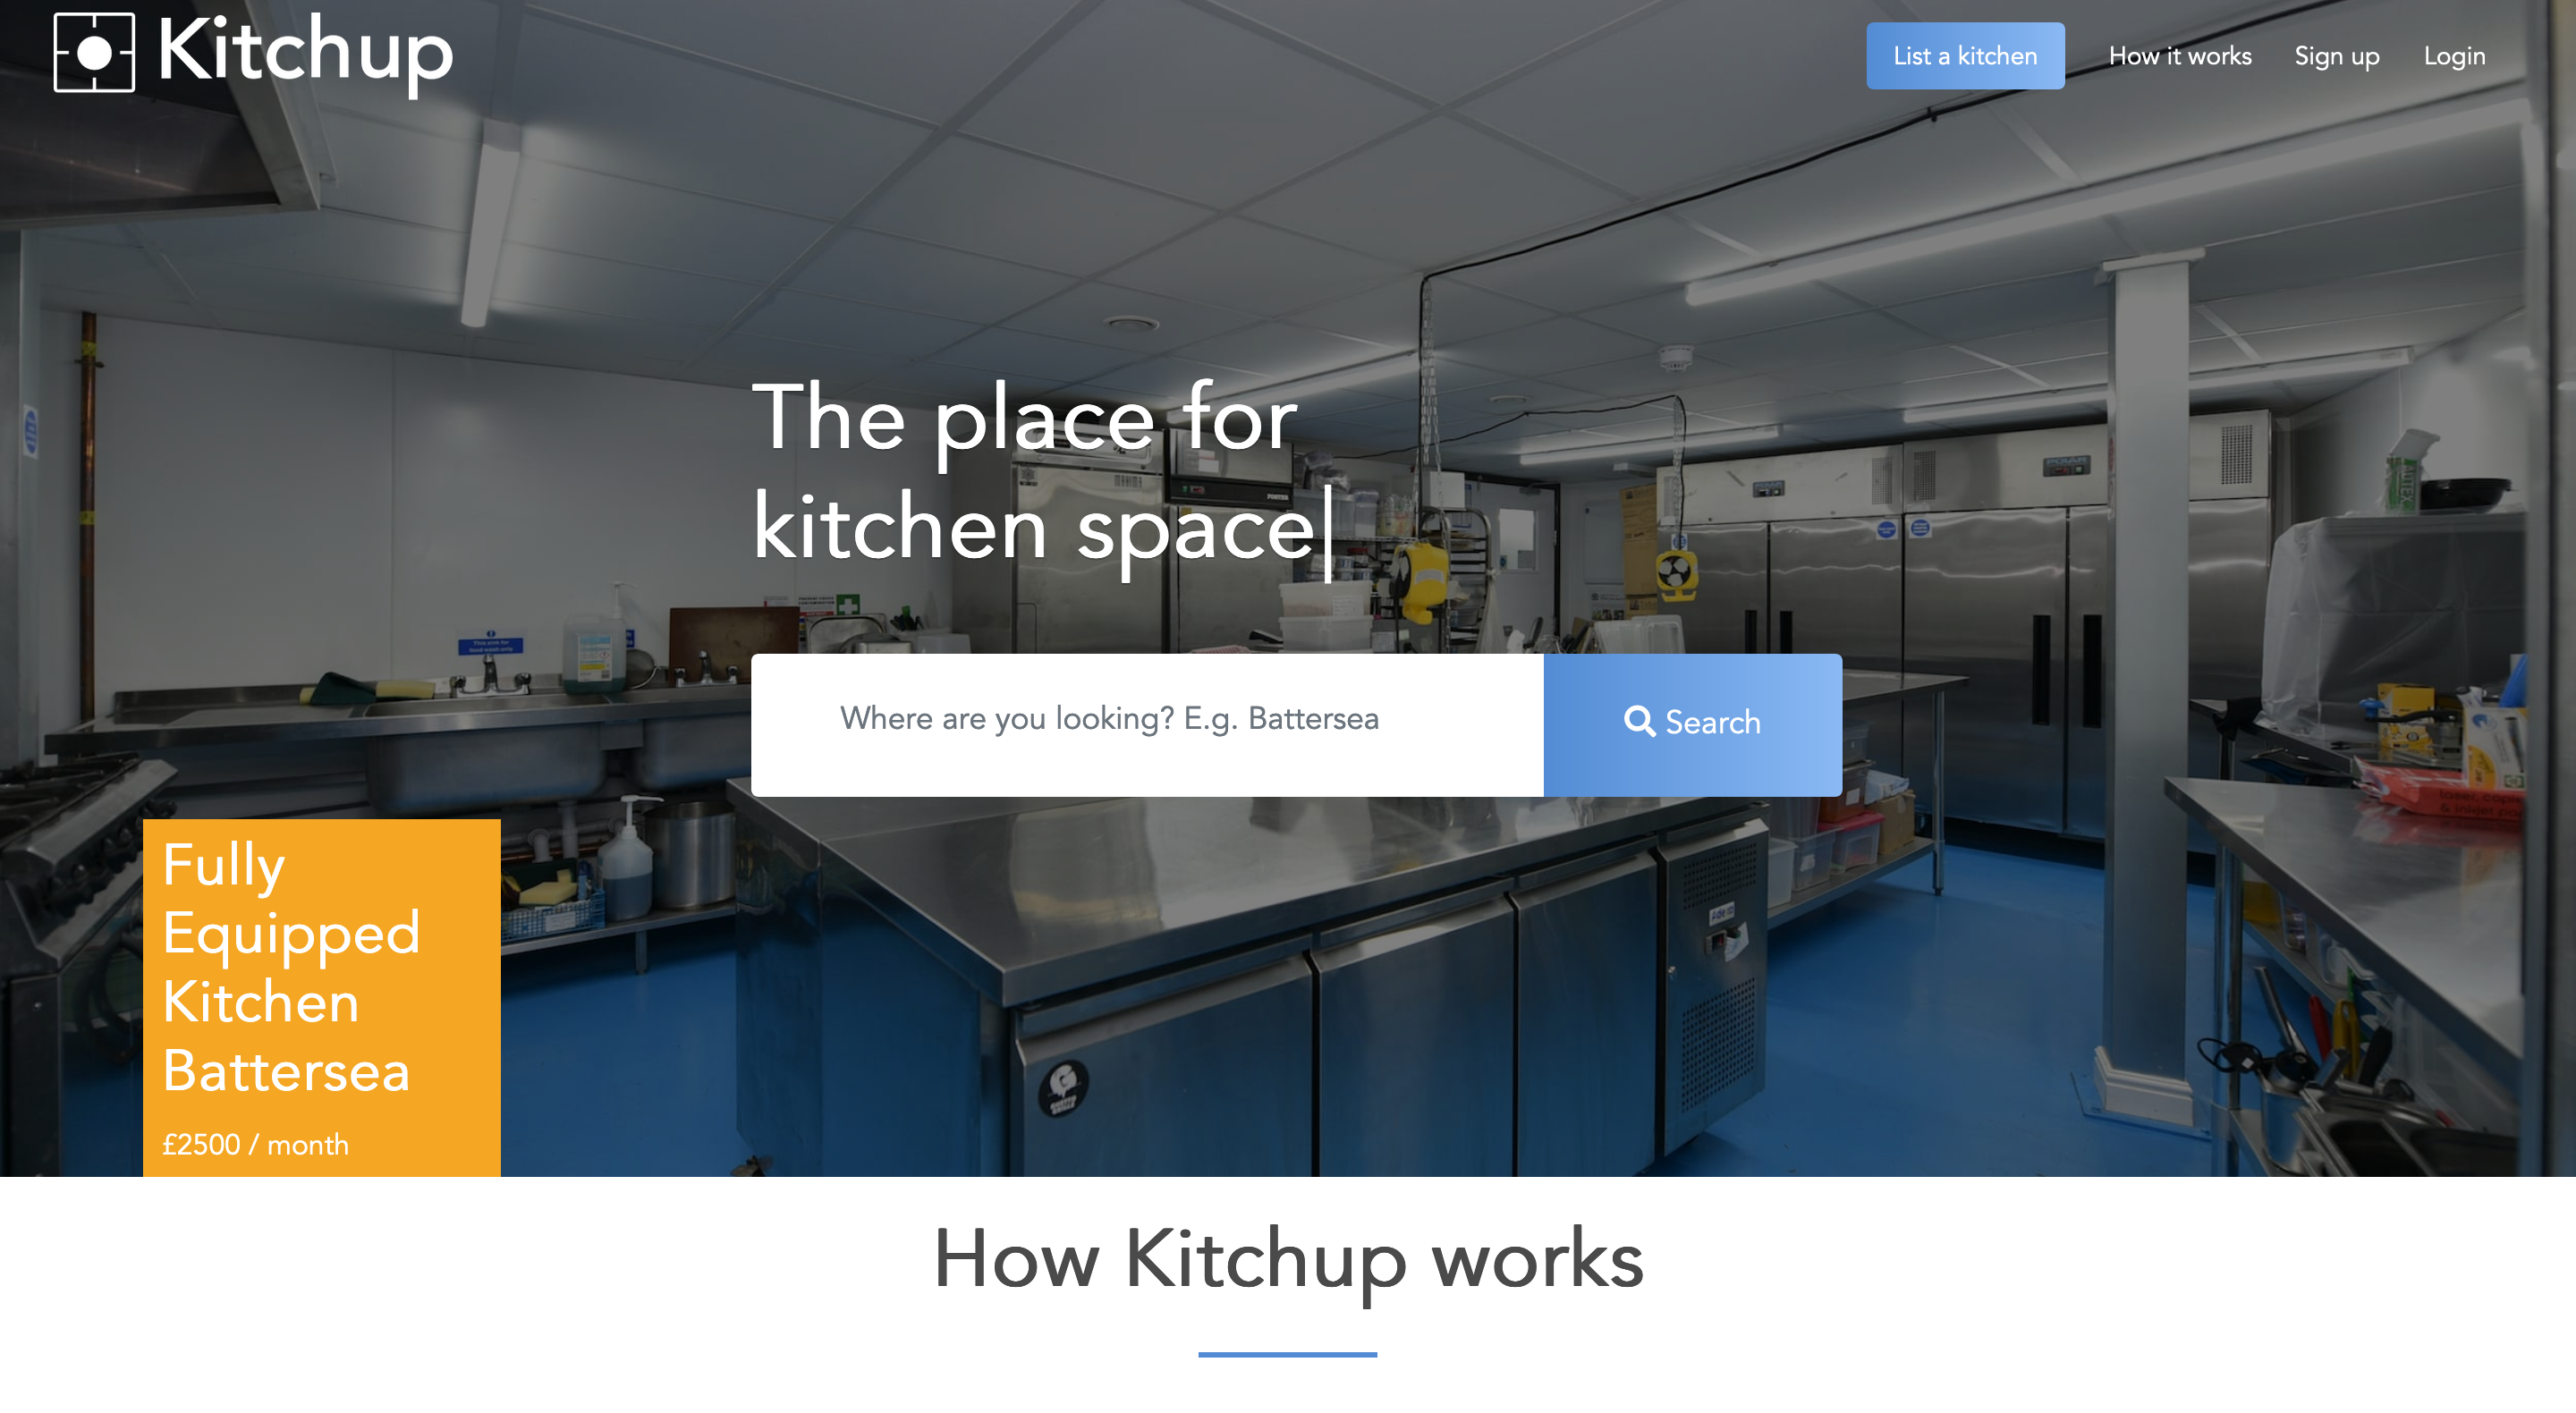 Kitchup
List a kitchen
How it works
Sign up
Login
The place for
kitchen space
Where are you looking? E.g. Battersea
Search
Fully
Equipped
Kitchen
Battersea
£2500 / month
How Kitchup works